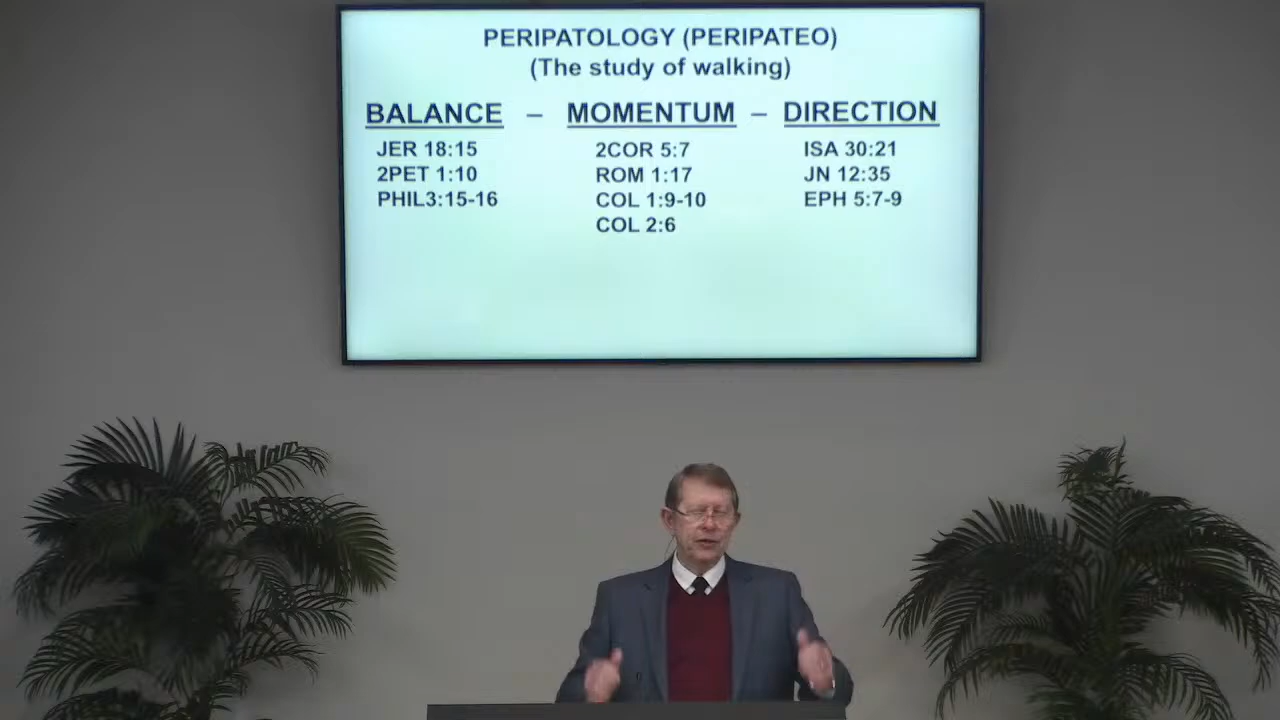 PERIPATOLOGY (PERIPATEO)
(The study of walking)
BALANCE – MOMENTUM – DIRECTION
JER 18:15 2COR 5:7 ISA 30:21
2PET 1:10 ROM 1:17 JN 12:35
PHIL3:15-16 COL 1:9-10 EPH 5:7-9
COL 2:6